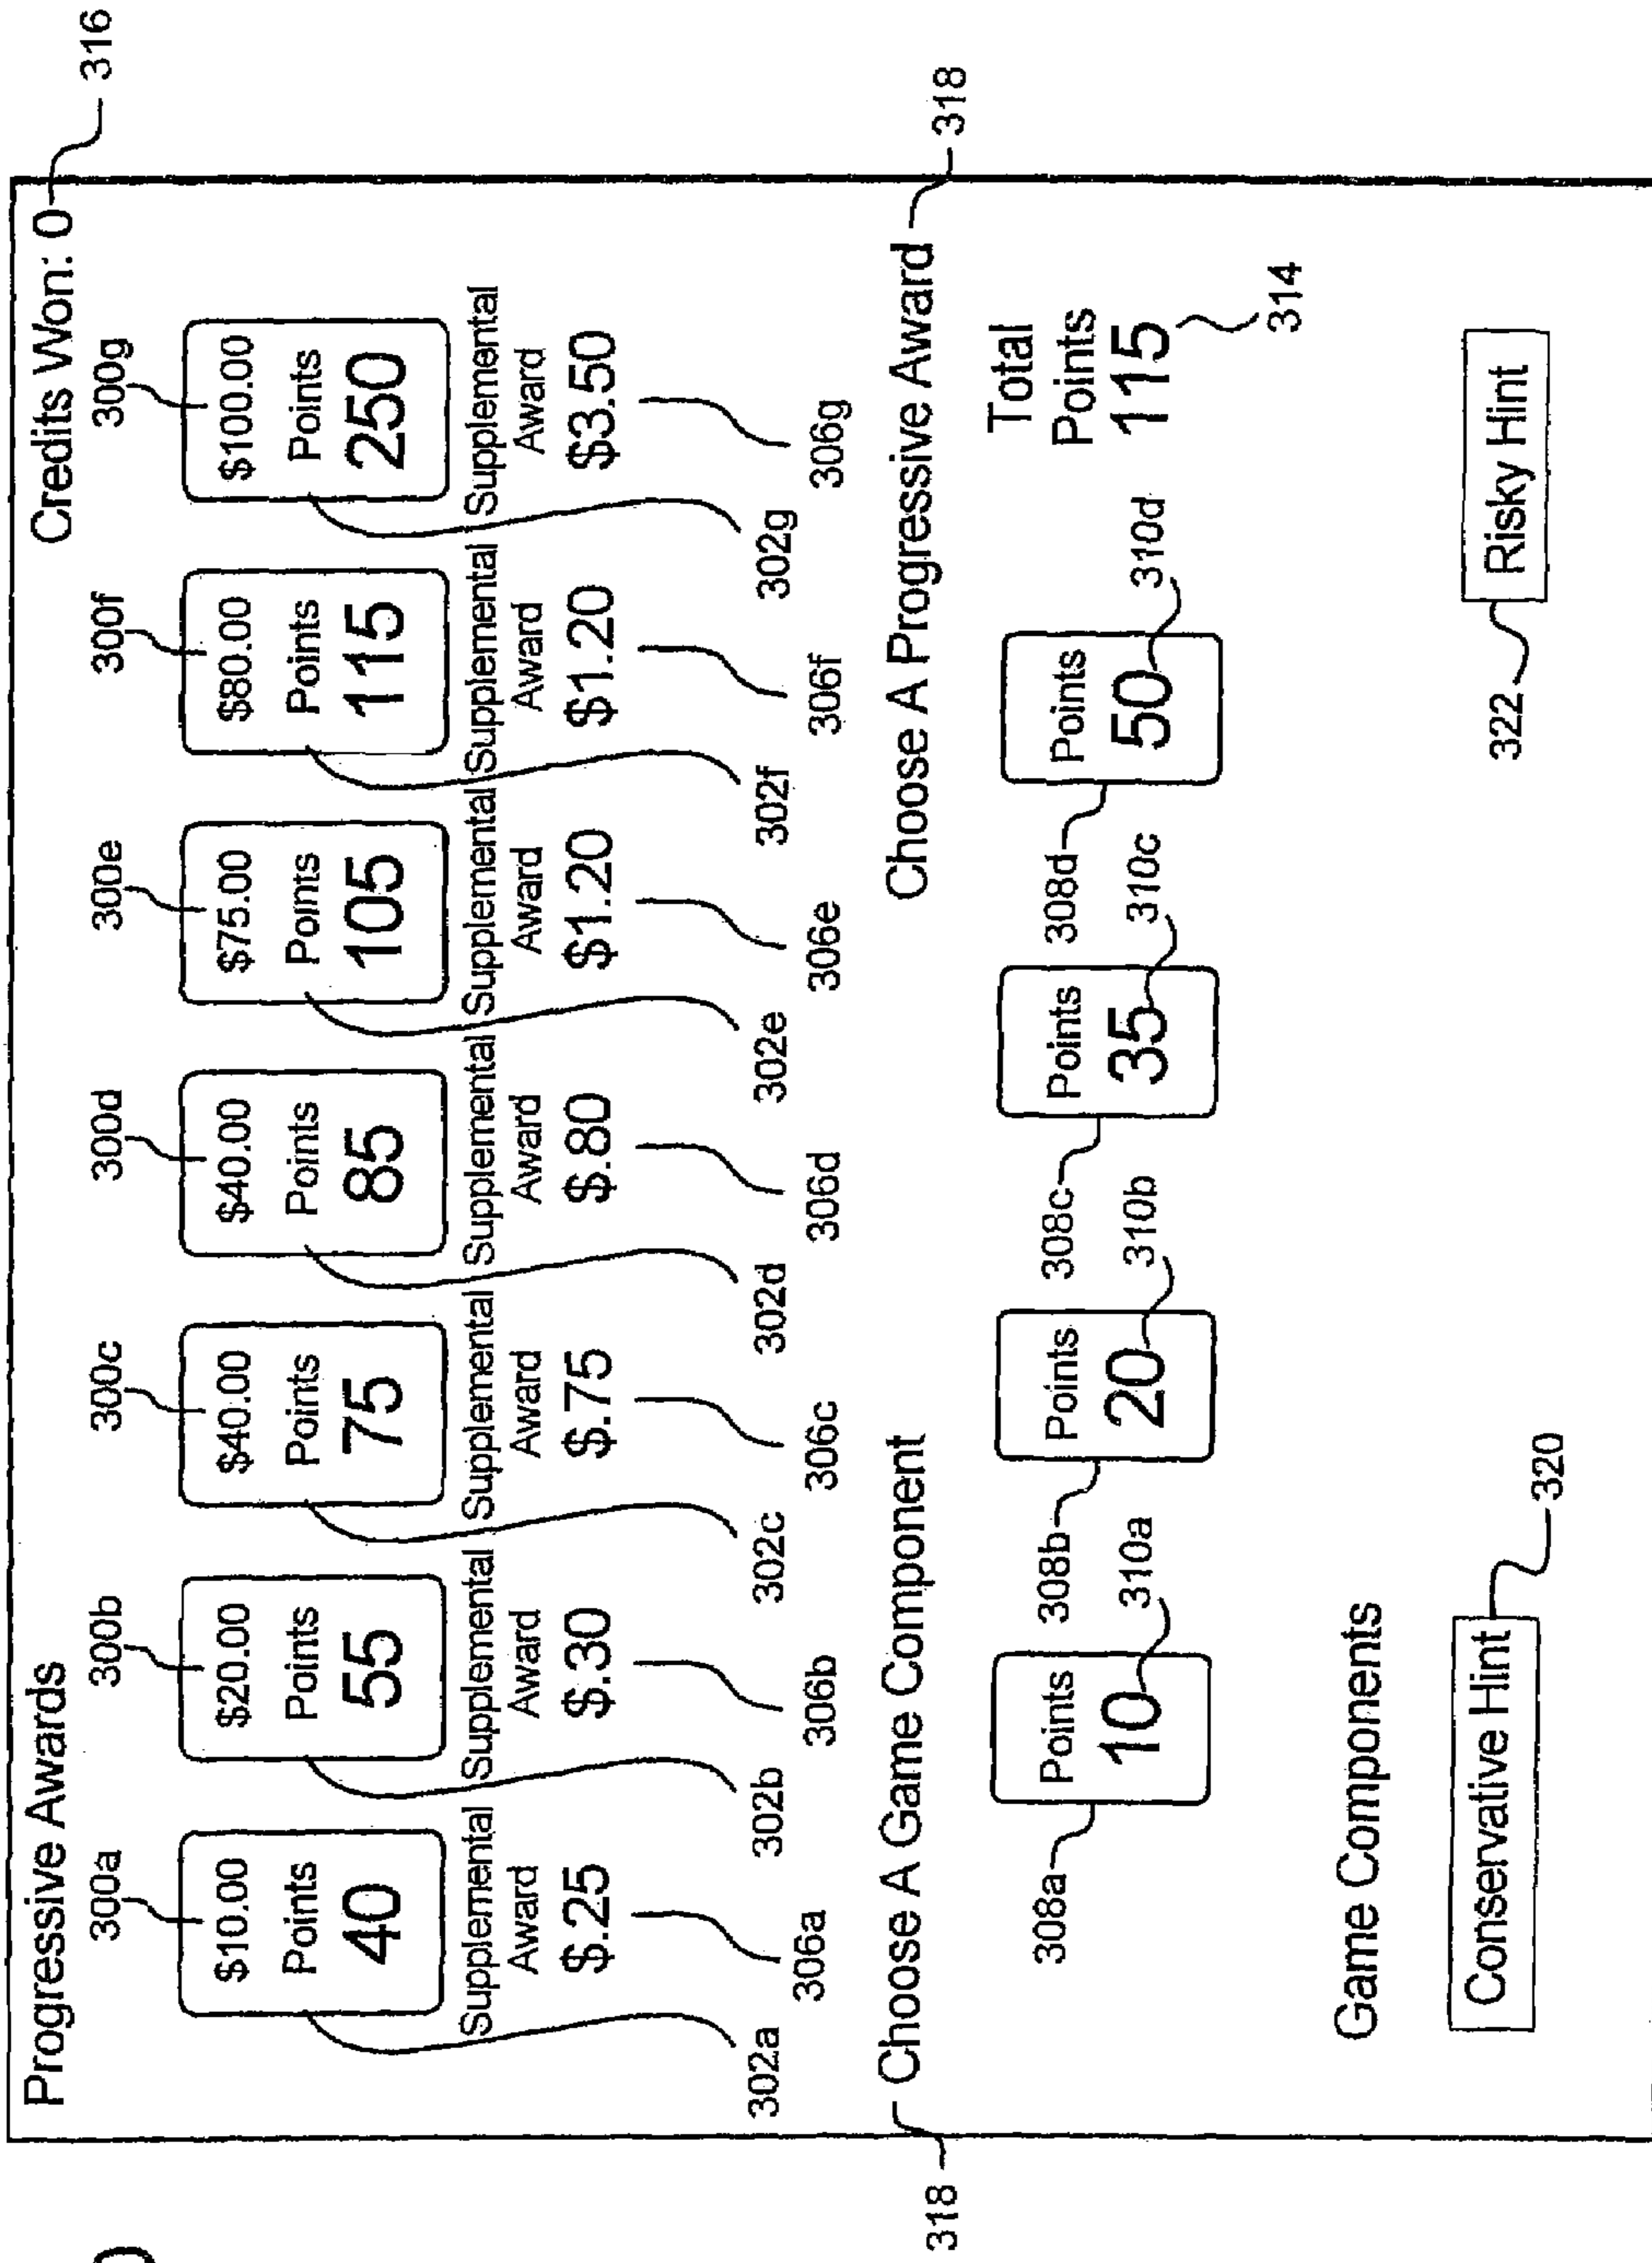 316
Progressive Awards Credits Won: 0
300a 300b 300c 300d 300e 300f 300g
$10.00 $20.00 $40.00 $40.00 $75.00 $80.00 $100.00
Points Points Points Points Points Points Points
40 55 75 85 105 115 250
Supplemental Supplemental Supplemental Supplemental Supplemental Supplemental Supplemental
Award Award Award Award Award Award Award
$.25 $.30 $.75 $.80 $1.20 $1.20 $3.50
302a 302b 302c 302d 302e 302f 302g
306a 306b 306c 306d 306e 306f 306g
318 Choose A Game Component Choose A Progressive Award 318
308a 308b 308c 308d
Points Points Points Points
10 20 35 50
310a 310b 310c 310d
Total
Points
115
314
Game Components
Conservative Hint 320
322 Risky Hint